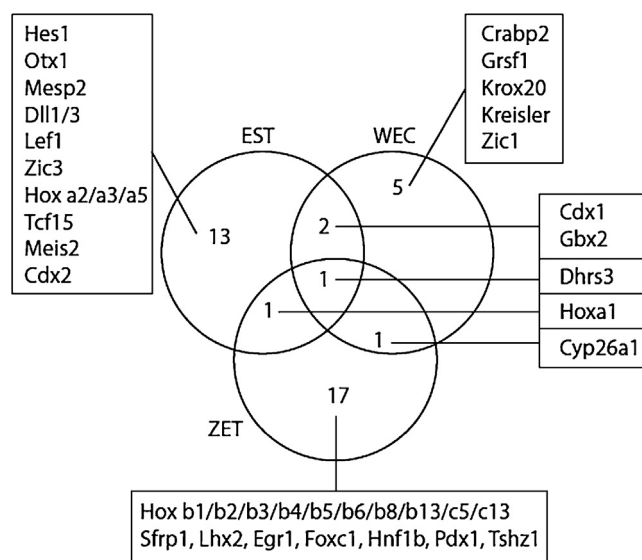 Hes1
Otx1
Mesp2
Dll1/3
Lef1
Zic3
Hox a2/a3/a5
Tcf15
Meis2
Cdx2
Crabp2
Grsf1
Krox20
Kreisler
Zic1
EST
WEC
5
13
2
Cdx1
Gbx2
1
Dhrs3
1
Hoxa1
1
Cyp26a1
17
ZET
Hox b1/b2/b3/b4/b5/b6/b8/b13/c5/c13
Sfrp1, Lhx2, Egr1, Foxc1, Hnf1b, Pdx1, Tshz1